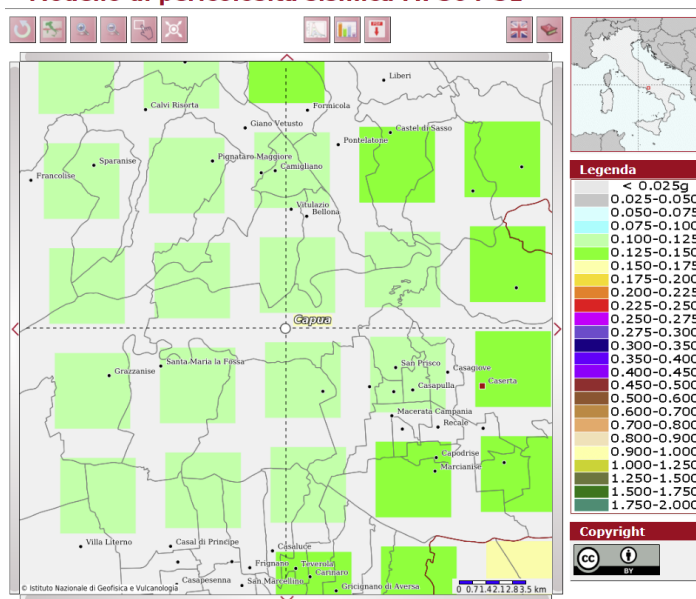 Liberi
Calvi Risorta
Formicola
Giano Vetusto
Castel di Sasso
Pontelatone
Sparanise
Pignataro Maggiore
Camigliano
Francolise
Vitulazio
Bellona
Capua
Santa Maria la Fossa
San Prisco
Grazzanise
Casagiove
Casapulla
Caserta
Macerata Campania
Recale
Capodrise
Marcianise
Villa Literno
Casal di Principe
Casaluce
Frignano
Teverola
Carinaro
Casapesenna
San Marcellino
Gricignano di Aversa
© Istituto Nazionale di Geofisica e Vulcanologia
0 0.71.42.12.83.5 km
Legenda
< 0.025g
0.025-0.050
0.050-0.075
0.075-0.100
0.100-0.125
0.125-0.150
0.150-0.175
0.175-0.200
0.200-0.225
0.225-0.250
0.250-0.275
0.275-0.300
0.300-0.350
0.350-0.400
0.400-0.450
0.450-0.500
0.500-0.600
0.600-0.700
0.700-0.800
0.800-0.900
0.900-1.000
1.000-1.250
1.250-1.500
1.500-1.750
1.750-2.000
Copyright
cc
BY